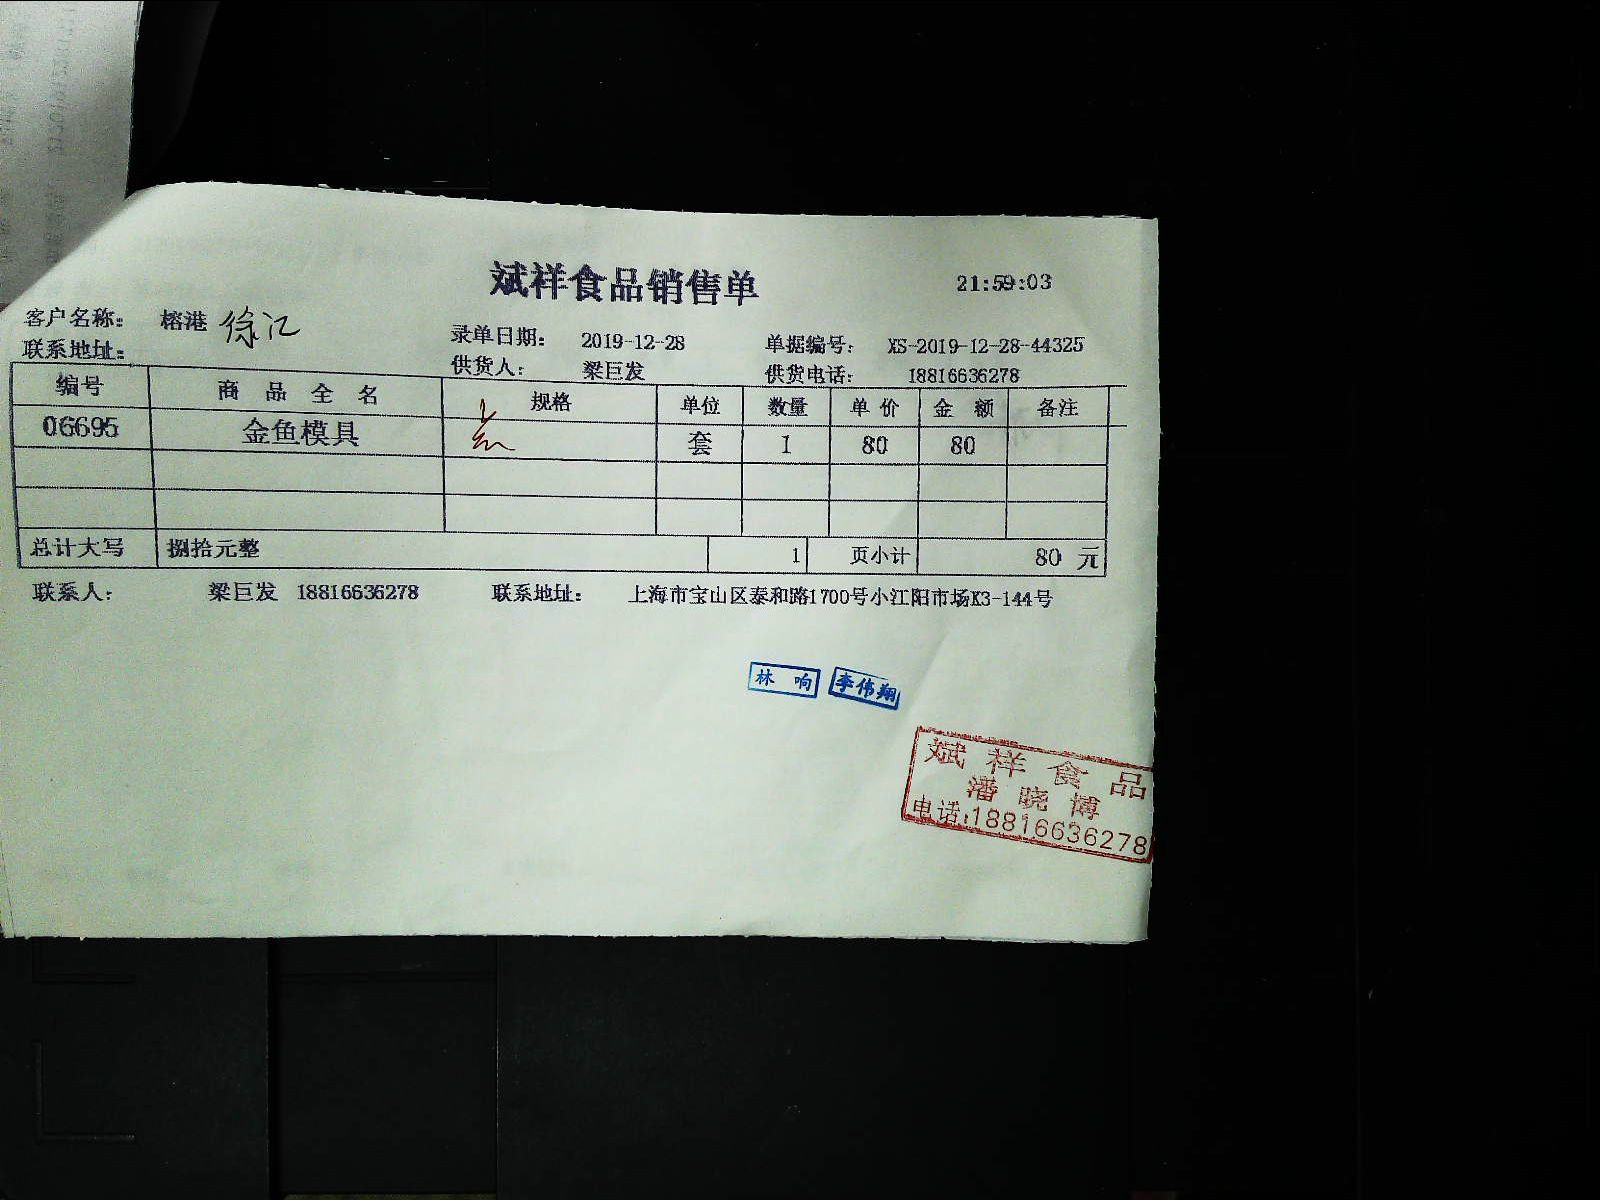 斌祥食品销售单
21:59:03
客户名称： 榕港 徐汇
录单日期： 2019-12-28 单据编号： XS-2019-12-28-44325
联系地址：
供货人： 梁巨发 供货电话： 18816636278
编号 商品全名 规格 单位 数量 单价 金额 备注
06695 金鱼模具 套 1 80 80
总计大写 捌拾元整 1 页小计 80 元
联系人： 梁巨发 18816636278 联系地址： 上海市宝山区泰和路1700号小江阳市场K3-144号
林响 李伟翔
斌祥食品
潘晓博
电话:18816636278